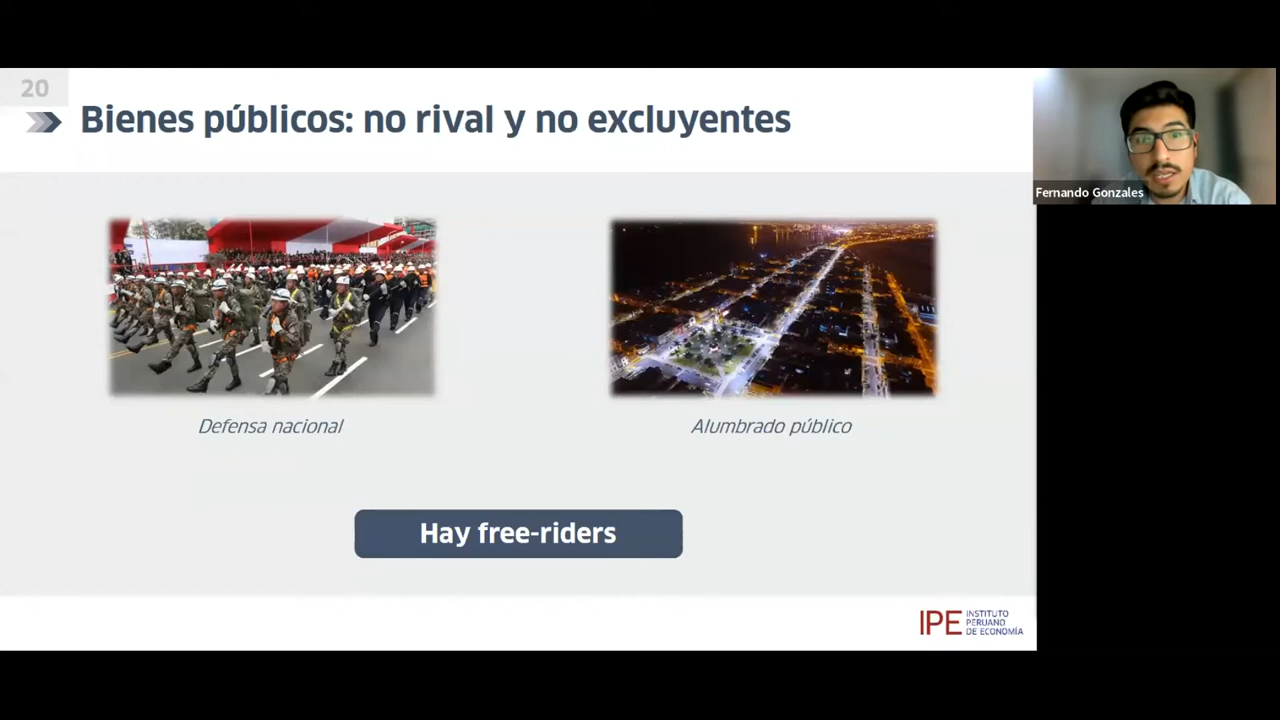 20
Bienes públicos: no rival y no excluyentes
Fernando Gonzales
Defensa nacional
Alumbrado público
Hay free-riders
IPE
INSTITUTO
PERUANO
DE ECONOMÍA